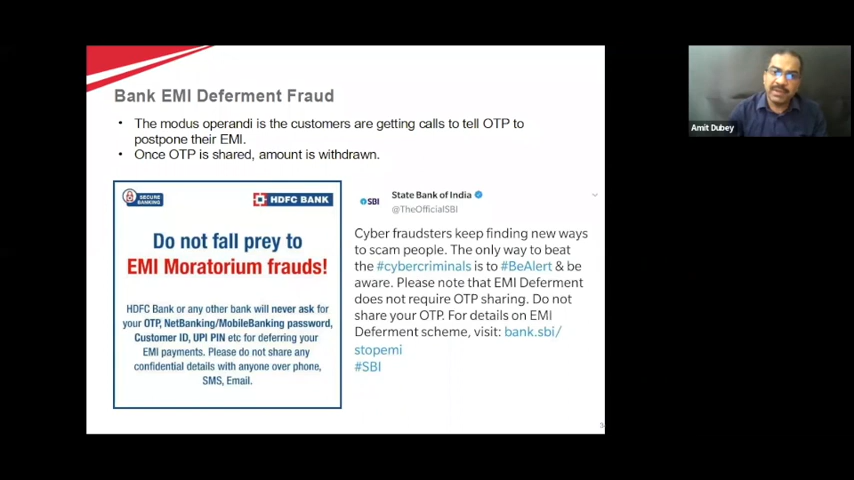 Bank EMI Deferment Fraud
• The modus operandi is the customers are getting calls to tell OTP to
postpone their EMI.
• Once OTP is shared, amount is withdrawn.
SECURE
BANKING
HDFC BANK
Do not fall prey to
EMI Moratorium frauds!
HDFC Bank or any other bank will never ask for
your OTP, NetBanking/MobileBanking password,
Customer ID, UPI PIN etc for deferring your
EMI payments. Please do not share any
confidential details with anyone over phone,
SMS, Email.
SBI
State Bank of India
@TheOfficialSBI
Cyber fraudsters keep finding new ways
to scam people. The only way to beat
the #cybercriminals is to #BeAlert & be
aware. Please note that EMI Deferment
does not require OTP sharing. Do not
share your OTP. For details on EMI
Deferment scheme, visit: bank.sbi/
stopemi
#SBI
Amit Dubey